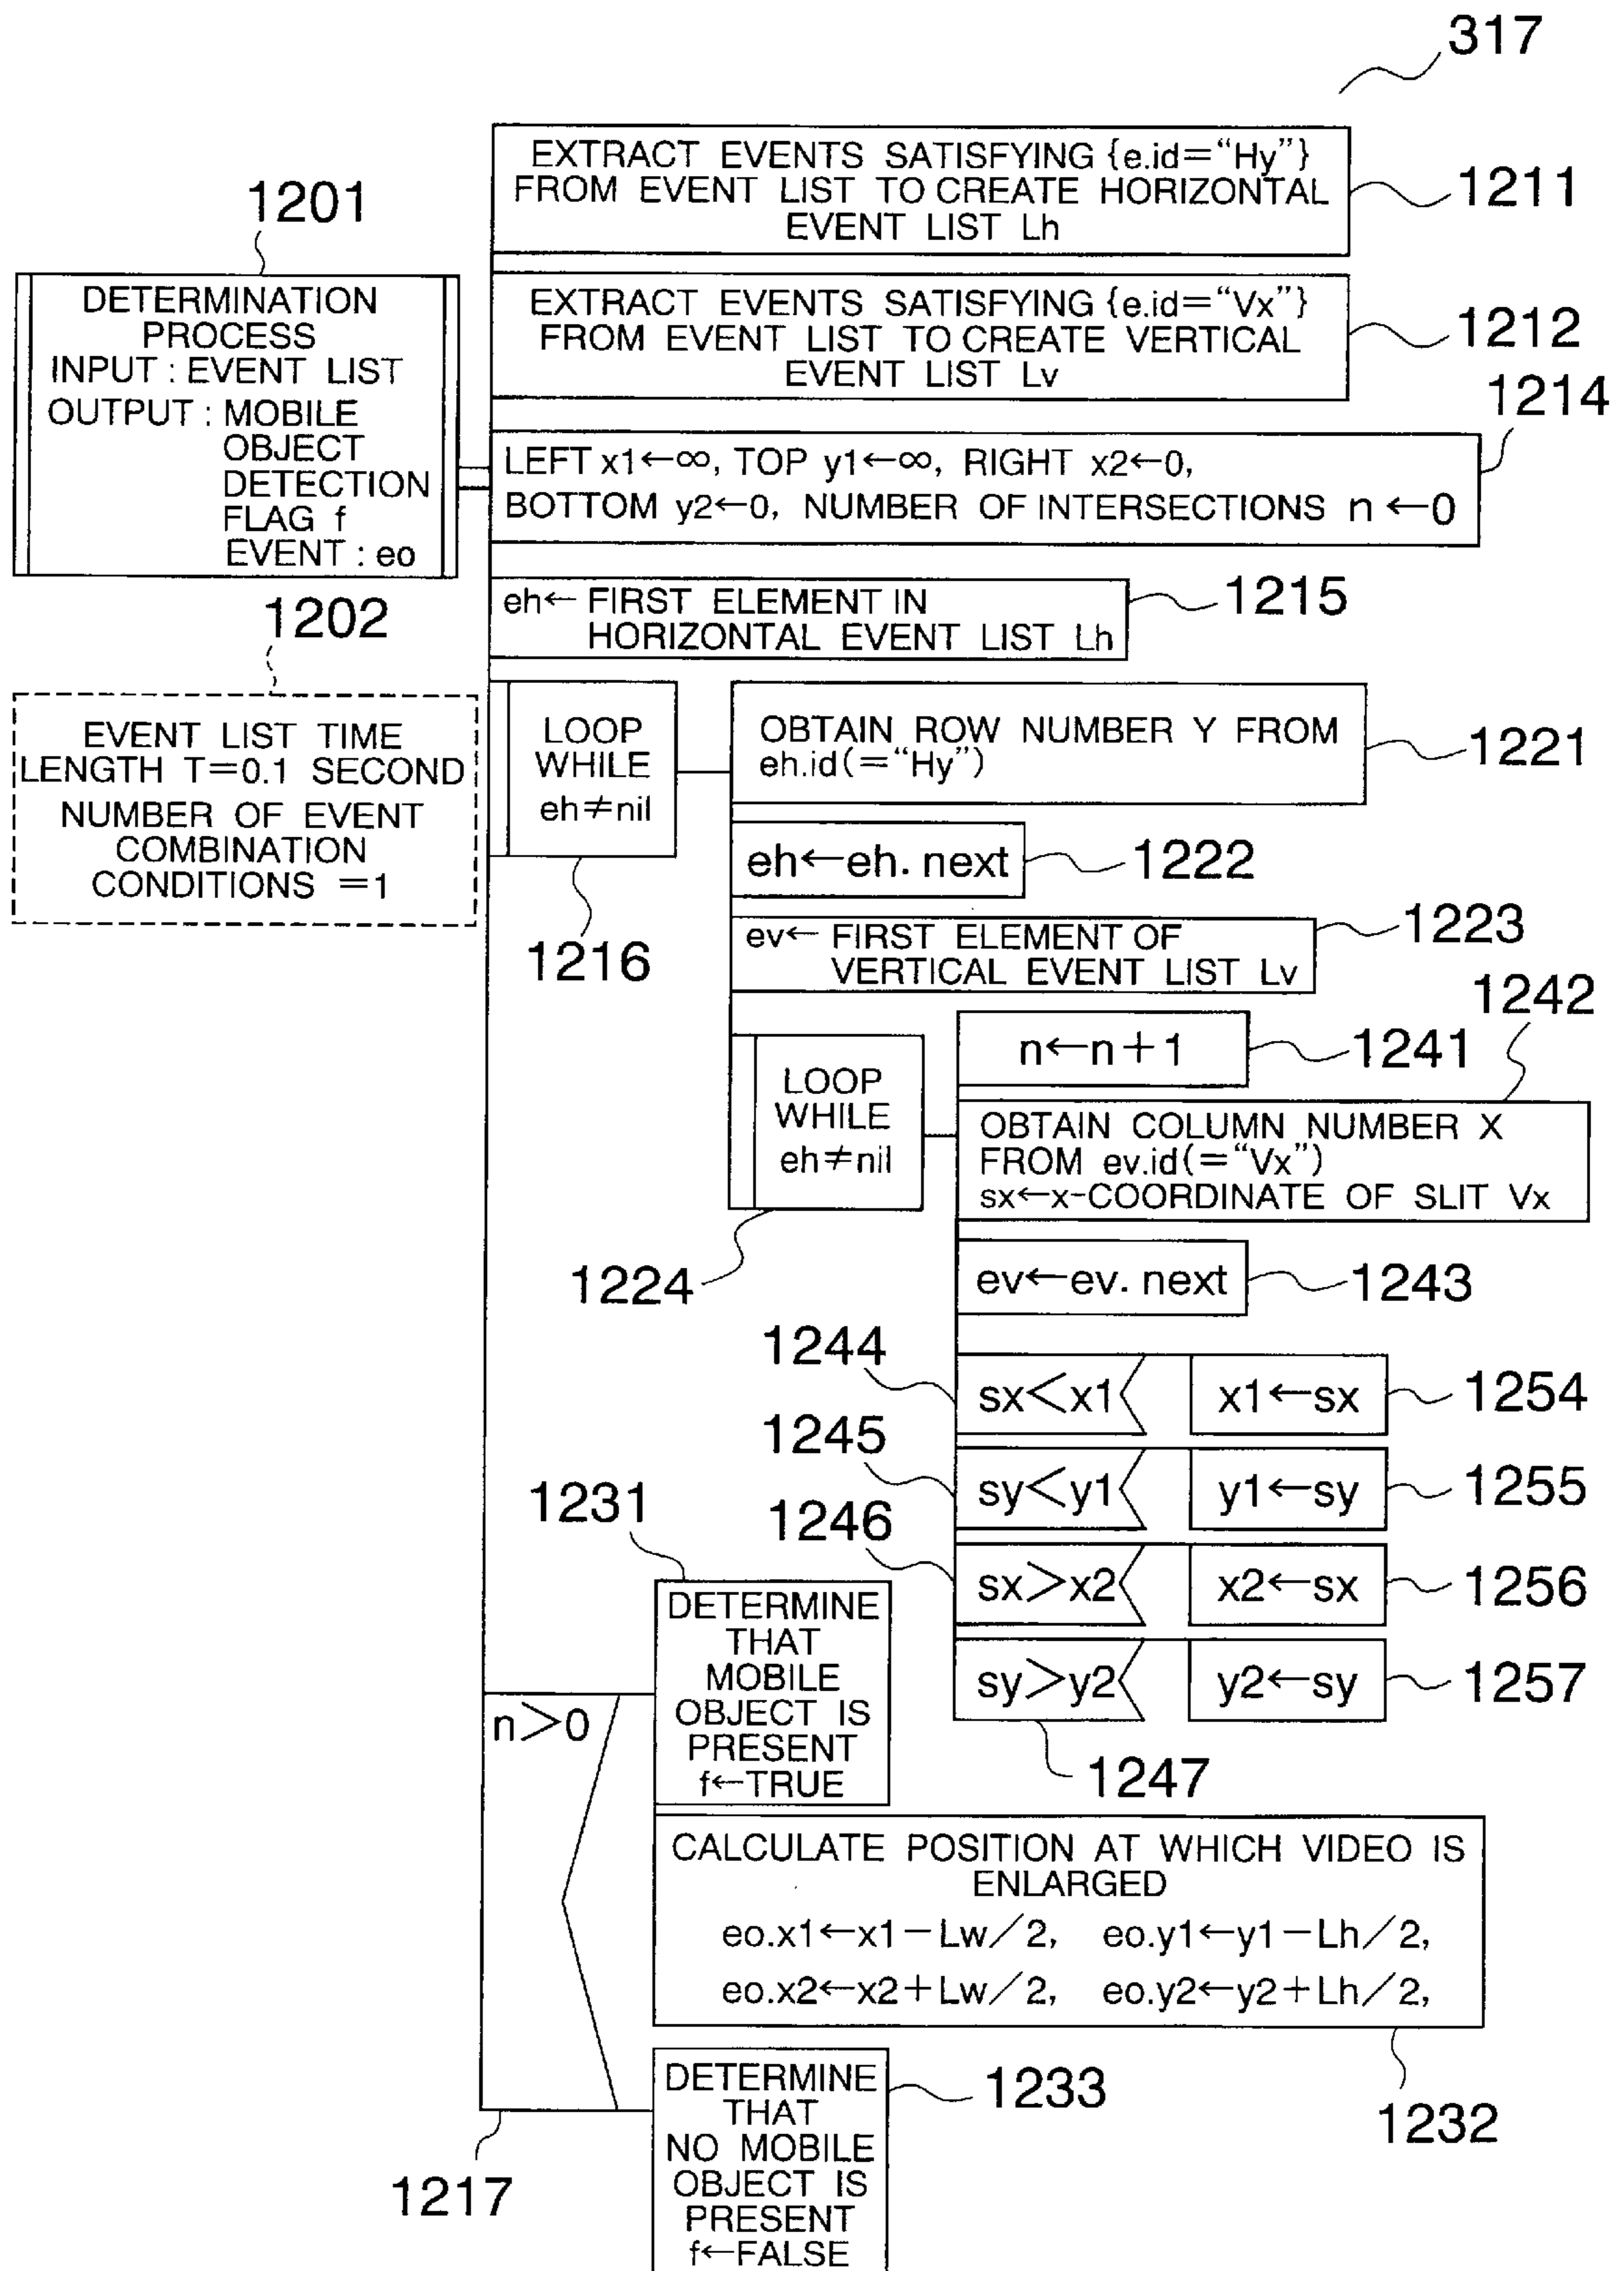 317
EXTRACT EVENTS SATISFYING {e.id=“Hy”}
FROM EVENT LIST TO CREATE HORIZONTAL
EVENT LIST Lh
1211
1201
DETERMINATION
PROCESS
INPUT : EVENT LIST
OUTPUT : MOBILE
OBJECT
DETECTION
FLAG f
EVENT : eo
EXTRACT EVENTS SATISFYING {e.id=“Vx”}
FROM EVENT LIST TO CREATE VERTICAL
EVENT LIST Lv
1212
1214
LEFT x1←∞, TOP y1←∞, RIGHT x2←0,
BOTTOM y2←0, NUMBER OF INTERSECTIONS n ←0
eh← FIRST ELEMENT IN
HORIZONTAL EVENT LIST Lh
1215
1202
EVENT LIST TIME
LENGTH T=0.1 SECOND
NUMBER OF EVENT
COMBINATION
CONDITIONS =1
LOOP
WHILE
eh≠nil
1216
OBTAIN ROW NUMBER Y FROM
eh.id(=“Hy”)
1221
eh←eh. next
1222
ev← FIRST ELEMENT OF
VERTICAL EVENT LIST Lv
1223
LOOP
WHILE
eh≠nil
1224
n←n+1
1241
1242
OBTAIN COLUMN NUMBER X
FROM ev.id(=“Vx”)
sx←x-COORDINATE OF SLIT Vx
ev←ev. next
1243
1244
sx<x1
x1←sx
1254
1245
sy<y1
y1←sy
1255
1246
sx>x2
x2←sx
1256
sy>y2
y2←sy
1257
1247
1231
n>0
DETERMINE
THAT
MOBILE
OBJECT IS
PRESENT
f←TRUE
CALCULATE POSITION AT WHICH VIDEO IS
ENLARGED
eo.x1←x1−Lw/2, eo.y1←y1−Lh/2,
eo.x2←x2+Lw/2, eo.y2←y2+Lh/2,
1232
DETERMINE
THAT
NO MOBILE
OBJECT IS
PRESENT
f←FALSE
1233
1217